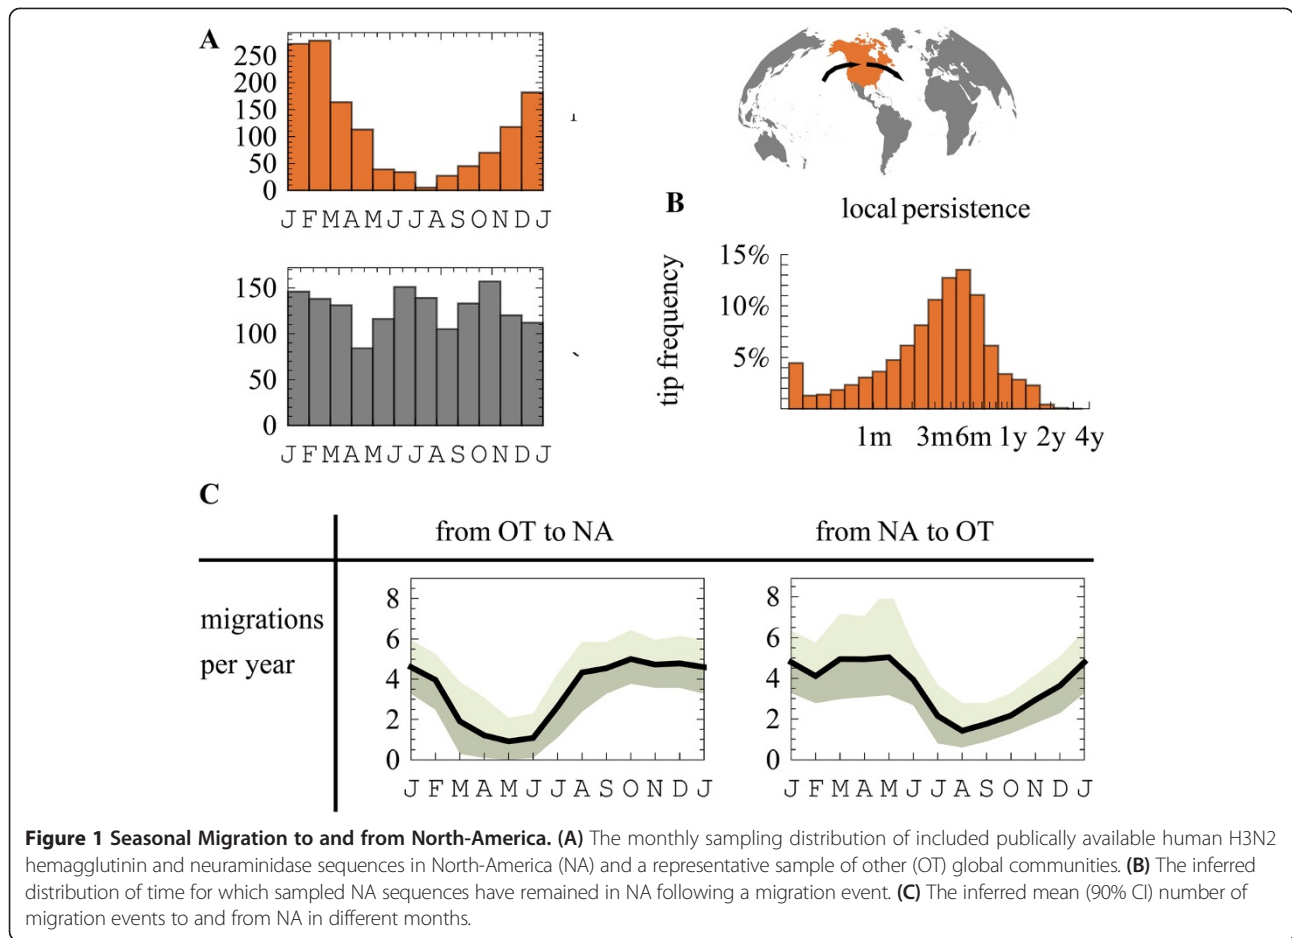 A
250
200
150
100
50
0
J F M A M J J A S O N D J
150
100
50
0
J F M A M J J A S O N D J
B
local persistence
tip frequency
15%
10%
5%
1m 3m 6m 1y 2y 4y
C
from OT to NA
from NA to OT
migrations
per year
8
6
4
2
0
J F M A M J J A S O N D J
8
6
4
2
0
J F M A M J J A S O N D J
Figure 1 Seasonal Migration to and from North-America. (A) The monthly sampling distribution of included publically available human H3N2
hemagglutinin and neuraminidase sequences in North-America (NA) and a representative sample of other (OT) global communities. (B) The inferred
distribution of time for which sampled NA sequences have remained in NA following a migration event. (C) The inferred mean (90% CI) number of
migration events to and from NA in different months.